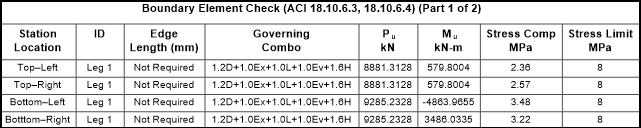 Boundary Element Check (ACI 18.10.6.3, 18.10.6.4) (Part 1 of 2)
Station Location ID Edge Length (mm) Governing Combo Pu kN Mu kN-m Stress Comp MPa Stress Limit MPa
Top–Left Leg 1 Not Required 1.2D+1.0Ex+1.0L+1.0Ev+1.6H 8881.3128 579.8004 2.36 8
Top–Right Leg 1 Not Required 1.2D+1.0Ex+1.0L+1.0Ev+1.6H 8881.3128 579.8004 2.57 8
Bottom–Left Leg 1 Not Required 1.2D+1.0Ex+1.0L+1.0Ev+1.6H 9285.2328 -4863.9655 3.48 8
Botttom–Right Leg 1 Not Required 1.2D+1.0Ex+1.0L+1.0Ev+1.6H 9285.2328 3486.0335 3.22 8